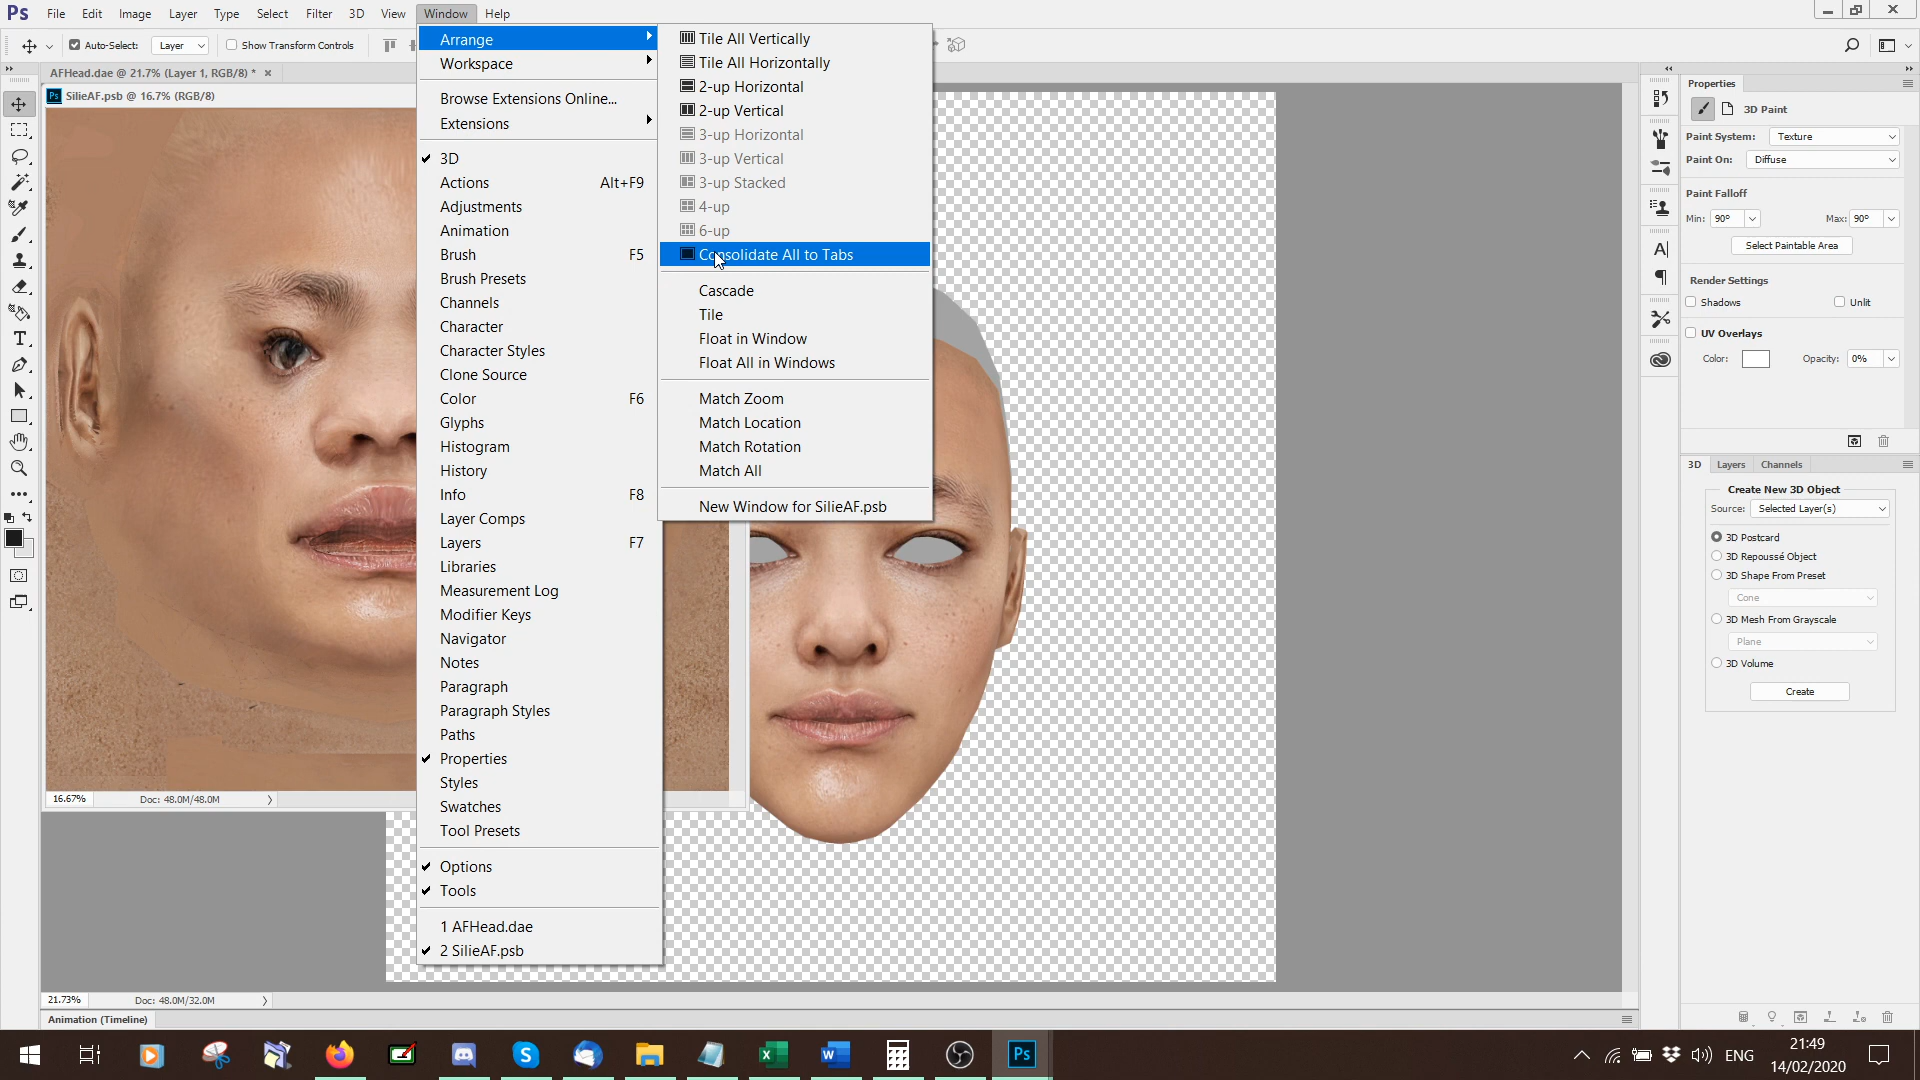 Ps File Edit Image Layer Type Select Filter 3D View Window Help
Auto-Select: Layer Show Transform Controls
AFHead.dae @ 21.7% (Layer 1, RGB/8) * ×
Ps SilieAF.psb @ 16.7% (RGB/8)
16.67% Doc: 48.0M/48.0M
21.73% Doc: 48.0M/32.0M
Animation (Timeline)
Arrange
Workspace
Browse Extensions Online...
Extensions
3D
Actions Alt+F9
Adjustments
Animation
Brush F5
Brush Presets
Channels
Character
Character Styles
Clone Source
Color F6
Glyphs
Histogram
History
Info F8
Layer Comps
Layers F7
Libraries
Measurement Log
Modifier Keys
Navigator
Notes
Paragraph
Paragraph Styles
Paths
Properties
Styles
Swatches
Tool Presets
Options
Tools
1 AFHead.dae
2 SilieAF.psb
Tile All Vertically
Tile All Horizontally
2-up Horizontal
2-up Vertical
3-up Horizontal
3-up Vertical
3-up Stacked
4-up
6-up
Consolidate All to Tabs
Cascade
Tile
Float in Window
Float All in Windows
Match Zoom
Match Location
Match Rotation
Match All
New Window for SilieAF.psb
Properties
3D Paint
Paint System: Texture
Paint On: Diffuse
Paint Falloff
Min: 90º Max: 90º
Select Paintable Area
Render Settings
Shadows Unlit
UV Overlays
Color: Opacity: 0%
3D Layers Channels
Create New 3D Object
Source: Selected Layer(s)
3D Postcard
3D Repoussé Object
3D Shape From Preset
Cone
3D Mesh From Grayscale
Plane
3D Volume
Create
ENG
21:49
14/02/2020